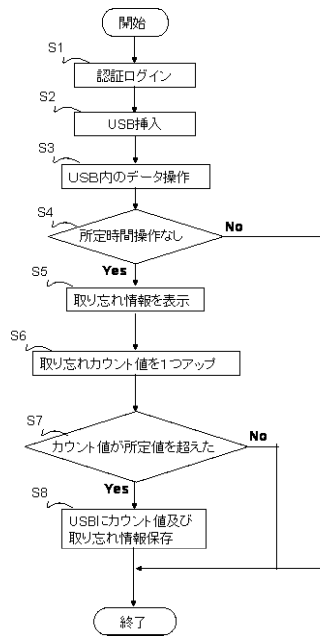 開始
S1
認証ログイン
S2
USB挿入
S3
USB内のデータ操作
S4
所定時間操作なし
No
Yes
S5
取り忘れ情報を表示
S6
取り忘れカウント値を1つアップ
S7
カウント値が所定値を超えた
No
Yes
S8
USBにカウント値及び
取り忘れ情報保存
終了